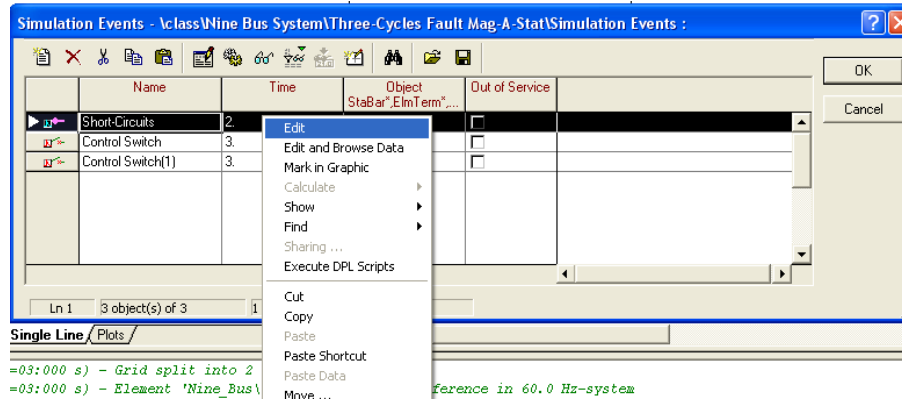 Simulation Events - \class\Nine Bus System\Three-Cycles Fault Mag-A-Stat\Simulation Events :
OK
Cancel
Name Time Object Out of Service
StaBar*,ElmTerm*,...
Short-Circuits 2.
Control Switch 3.
Control Switch(1) 3.
Edit
Edit and Browse Data
Mark in Graphic
Calculate
Show
Find
Sharing ...
Execute DPL Scripts
Cut
Copy
Paste
Paste Shortcut
Paste Data
Move ...
Ln 1 3 object(s) of 3 1
Single Line Plots
=03:000 s) - Grid split into 2
=03:000 s) - Element 'Nine_Bus\ ference in 60.0 Hz-system